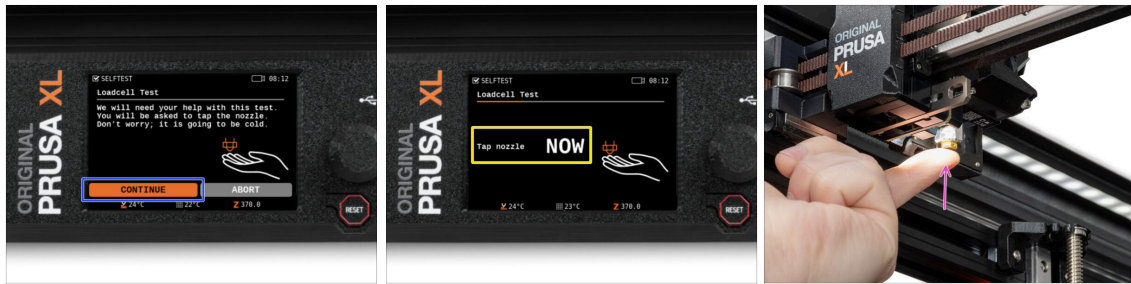 ORIGINAL
PRUSA XL
SELFTEST
08:12
Loadcell Test
We will need your help with this test.
You will be asked to tap the nozzle.
Don't worry; it is going to be cold.
CONTINUE
ABORT
24°C
22°C
Z 370.0
RESET
ORIGINAL
PRUSA XL
SELFTEST
08:12
Loadcell Test
Tap nozzle
NOW
24°C
23°C
Z 370.0
RESET
ORIGINAL
PRUSA
XL